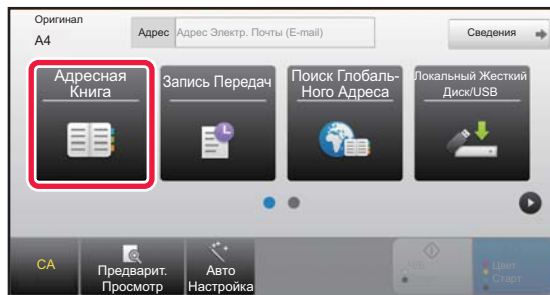 Оригинал
A4
Адрес
Адрес Электр. Почты (E-mail)
Сведения
Адресная
Книга
Запись Передач
Поиск Глобаль-
Ного Адреса
Локальный Жесткий
Диск/USB
CA
Предварит.
Просмотр
Авто
Настройка
Ч/Б
Старт
Цвет
Старт